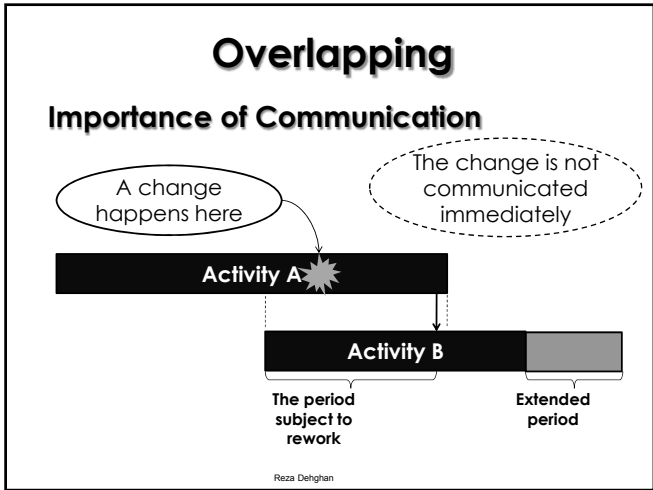 Overlapping
Importance of Communication
A change
happens here
The change is not
communicated
immediately
Activity A
Activity B
The period
subject to
rework
Extended
period
Reza Dehghan